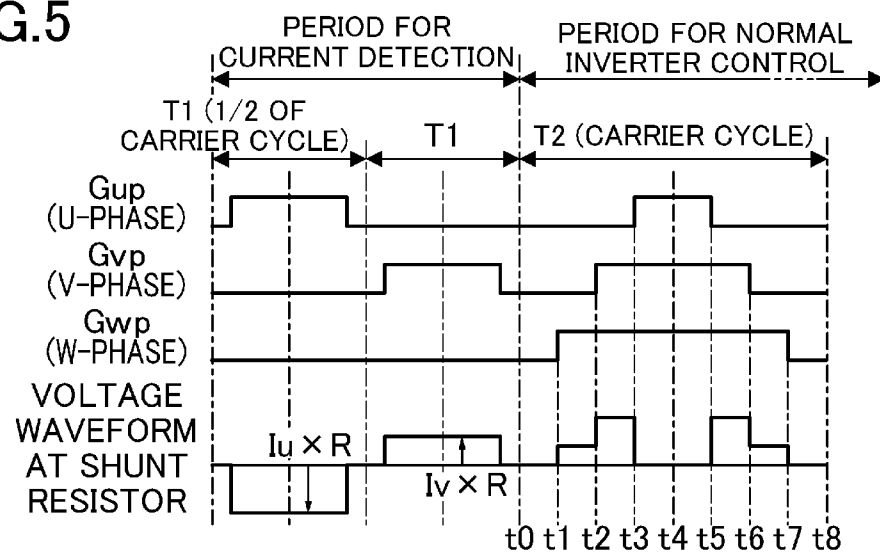 G.5
PERIOD FOR
CURRENT DETECTION
PERIOD FOR NORMAL
INVERTER CONTROL
T1 (1/2 OF
CARRIER CYCLE)
T1
T2 (CARRIER CYCLE)
Gup
(U-PHASE)
Gvp
(V-PHASE)
Gwp
(W-PHASE)
VOLTAGE
WAVEFORM
AT SHUNT
RESISTOR
Iu × R
Iv × R
t0 t1 t2 t3 t4 t5 t6 t7 t8